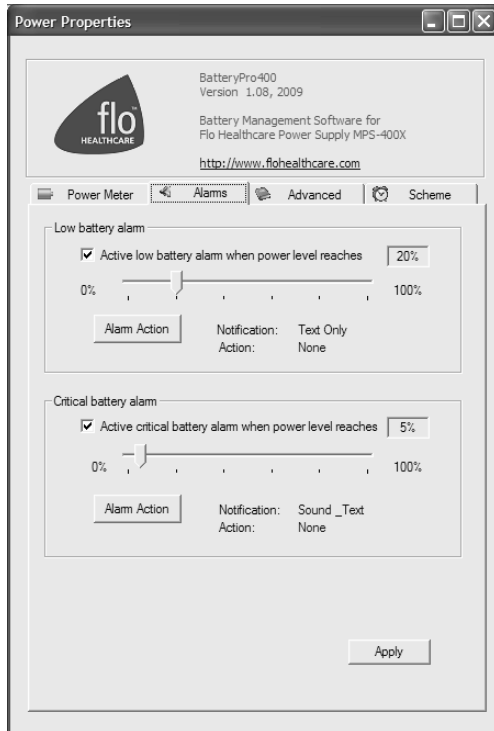 Power Properties
flo™
HEALTHCARE
BatteryPro400
Version 1.08, 2009
Battery Management Software for
Flo Healthcare Power Supply MPS-400X
http://www.flohealthcare.com
Power Meter Alarms Advanced Scheme
Low battery alarm
Active low battery alarm when power level reaches 20%
0% 100%
Alarm Action Notification: Text Only
Action: None
Critical battery alarm
Active critical battery alarm when power level reaches 5%
0% 100%
Alarm Action Notification: Sound _Text
Action: None
Apply